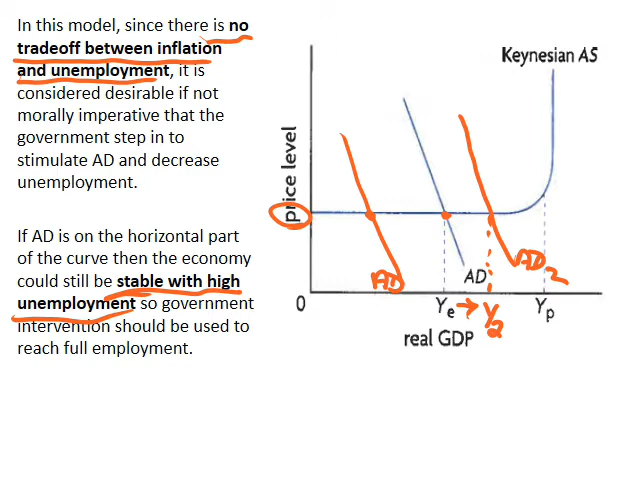 In this model, since there is no
tradeoff between inflation
and unemployment, it is
considered desirable if not
morally imperative that the
government step in to
stimulate AD and decrease
unemployment.
If AD is on the horizontal part
of the curve then the economy
could still be stable with high
unemployment so government
intervention should be used to
reach full employment.
Keynesian AS
price level
AD
AD
AD2
0
Ye → Y2
Yp
real GDP